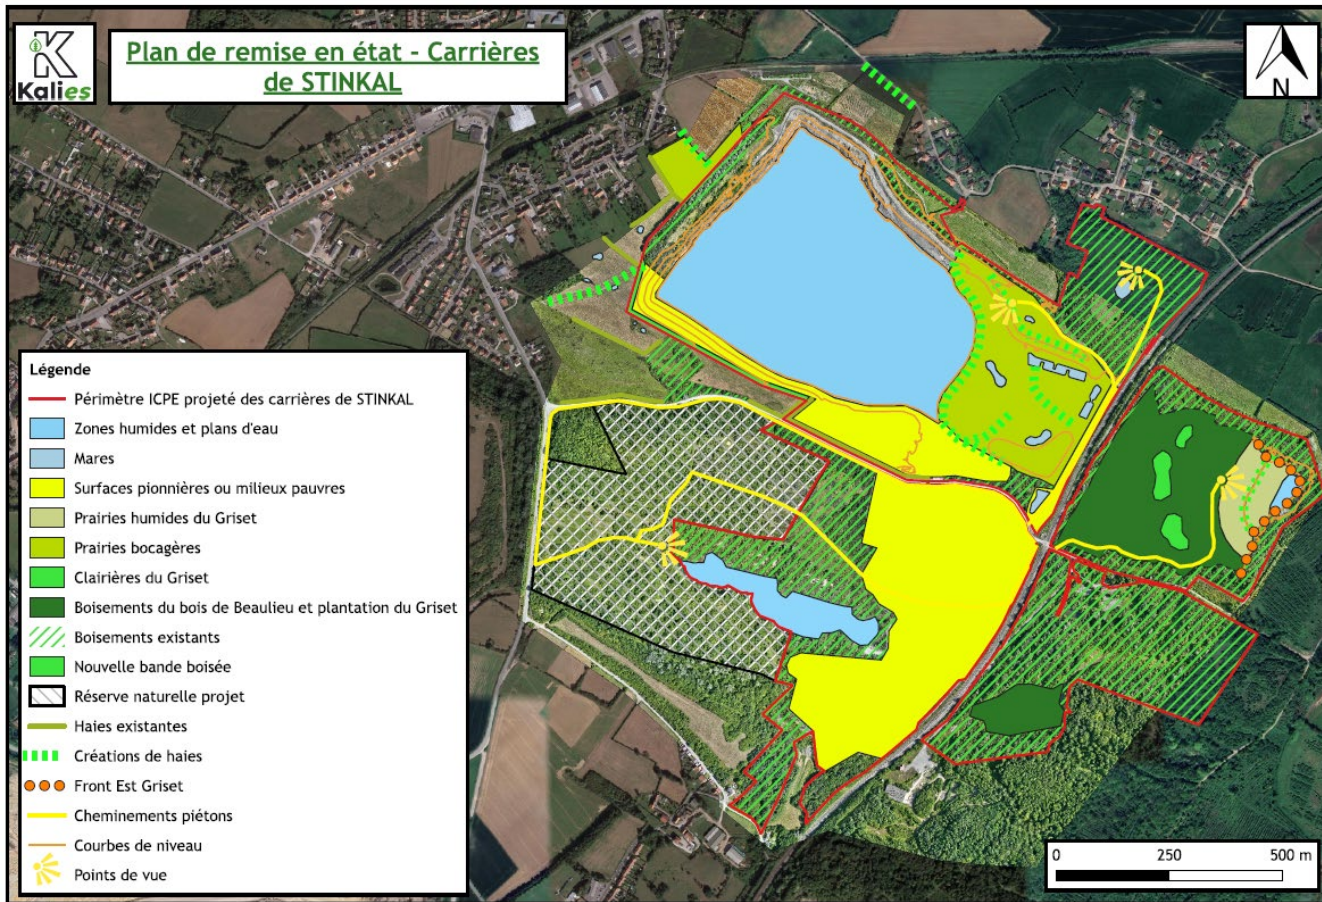 Kalies
Plan de remise en état - Carrières
de STINKAL
N
Légende
Périmètre ICPE projeté des carrières de STINKAL
Zones humides et plans d'eau
Mares
Surfaces pionnières ou milieux pauvres
Prairies humides du Griset
Prairies bocagères
Clairières du Griset
Boisements du bois de Beaulieu et plantation du Griset
Boisements existants
Nouvelle bande boisée
Réserve naturelle projet
Haies existantes
Créations de haies
Front Est Griset
Cheminements piétons
Courbes de niveau
Points de vue
0 250 500 m